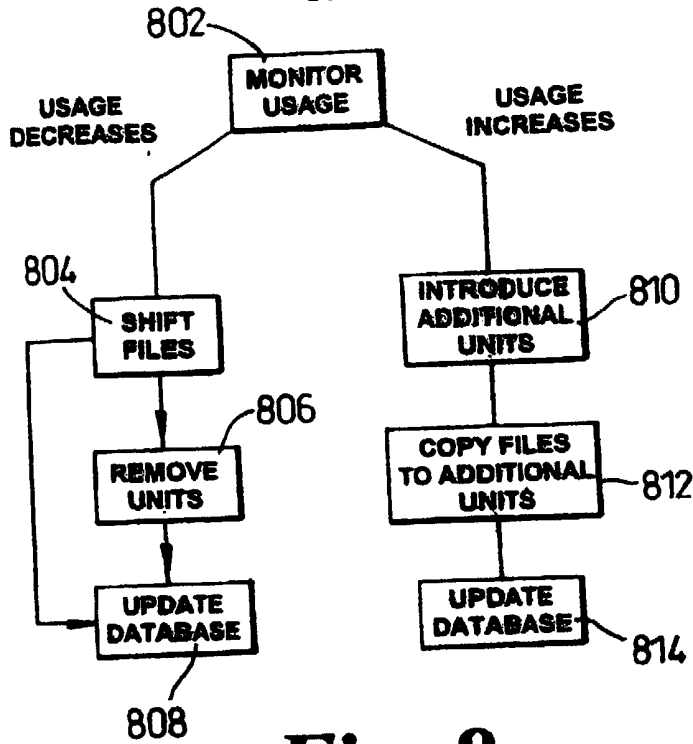 802
MONITOR
USAGE
USAGE
DECREASES
USAGE
INCREASES
804
SHIFT
FILES
INTRODUCE
ADDITIONAL
UNITS
810
806
REMOVE
UNITS
COPY FILES
TO ADDITIONAL
UNITS
812
UPDATE
DATABASE
UPDATE
DATABASE
814
808